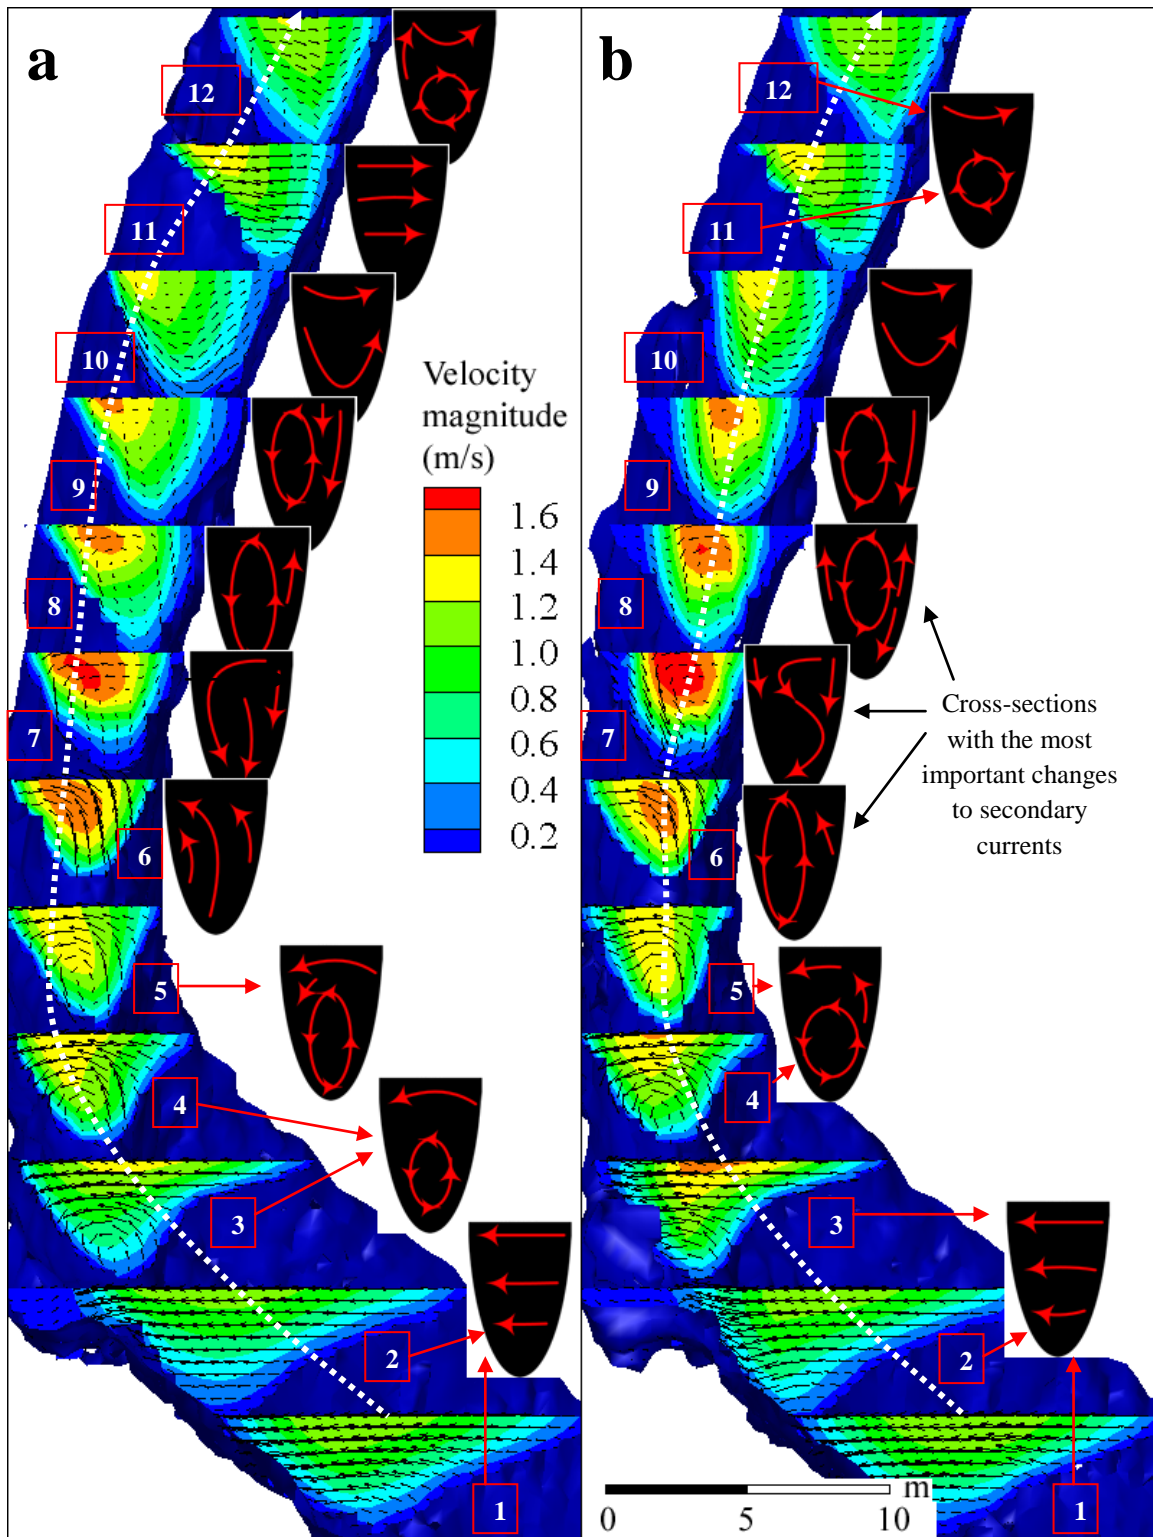 a
12
11
10
9
8
7
6
5
4
3
2
1
Velocity
magnitude
(m/s)
1.6
1.4
1.2
1.0
0.8
0.6
0.4
0.2
b
12
11
10
9
8
7
6
5
4
3
2
1
Cross-sections
with the most
important changes
to secondary
currents
m
0 5 10